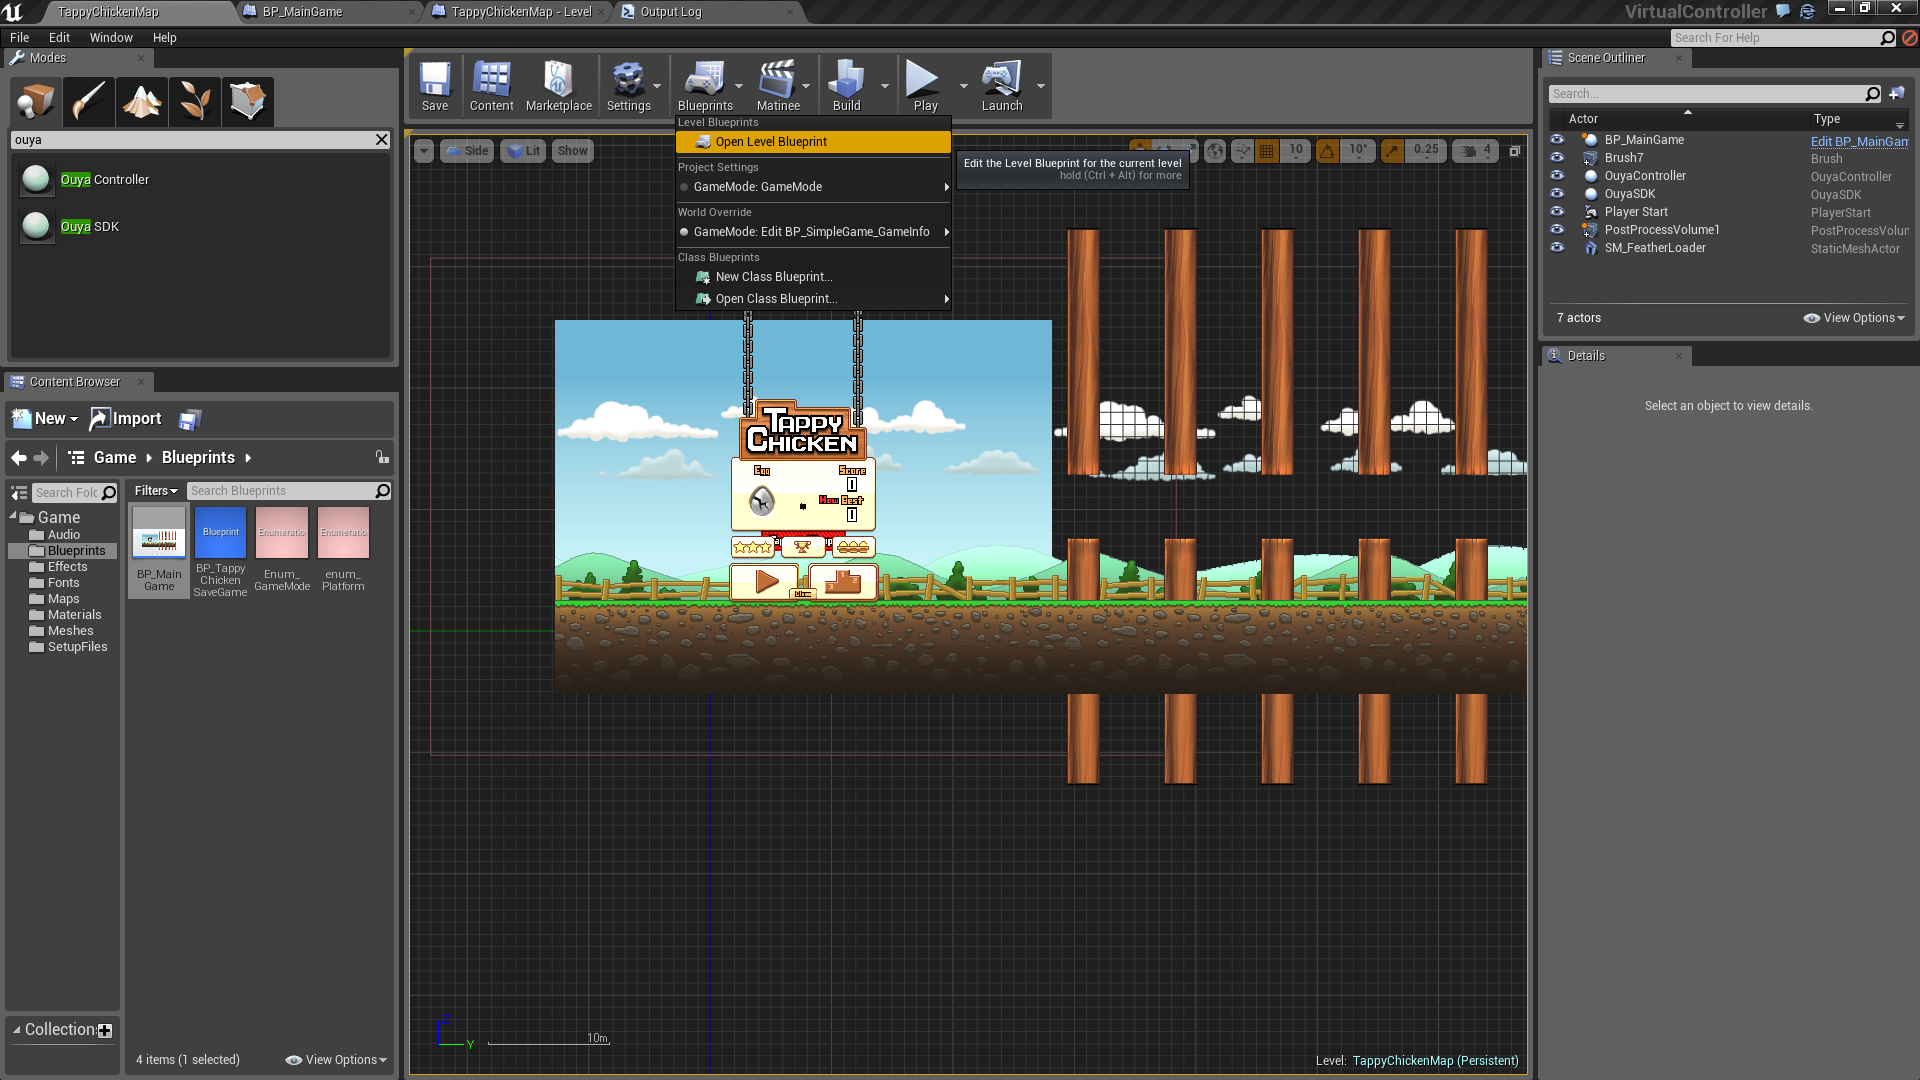 TappyChickenMap
BP_MainGame
TappyChickenMap - Level
Output Log
VirtualController
File Edit Window Help
Search For Help
Modes
ouya
Ouya Controller
Ouya SDK
Save
Content
Marketplace
Settings
Blueprints
Matinee
Build
Play
Launch
Level Blueprints
Open Level Blueprint
Project Settings
GameMode: GameMode
World Override
GameMode: Edit BP_SimpleGame_GameInfo
Class Blueprints
New Class Blueprint...
Open Class Blueprint...
Edit the Level Blueprint for the current level
hold (Ctrl + Alt) for more
Side Lit Show
10 10° 0.25 4
TAPPY
CHICKEN
Egg Score
New Best
1 2 3
10m
Y
Level: TappyChickenMap (Persistent)
Content Browser
New Import
Game Blueprints
Search Fol
Filters Search Blueprints
Game
Audio
Blueprints
Effects
Fonts
Maps
Materials
Meshes
SetupFiles
Blueprint
Enumeratio
Enumeratio
BP_Main
Game
BP_Tappy
Chicken
SaveGame
Enum_
GameMode
enum_
Platform
Collection
4 items (1 selected)
View Options
Scene Outliner
Search...
Actor Type
BP_MainGame Edit BP_MainGam
Brush7 Brush
OuyaController OuyaController
OuyaSDK OuyaSDK
Player Start PlayerStart
PostProcessVolume1 PostProcessVolun
SM_FeatherLoader StaticMeshActor
7 actors
View Options
Details
Select an object to view details.